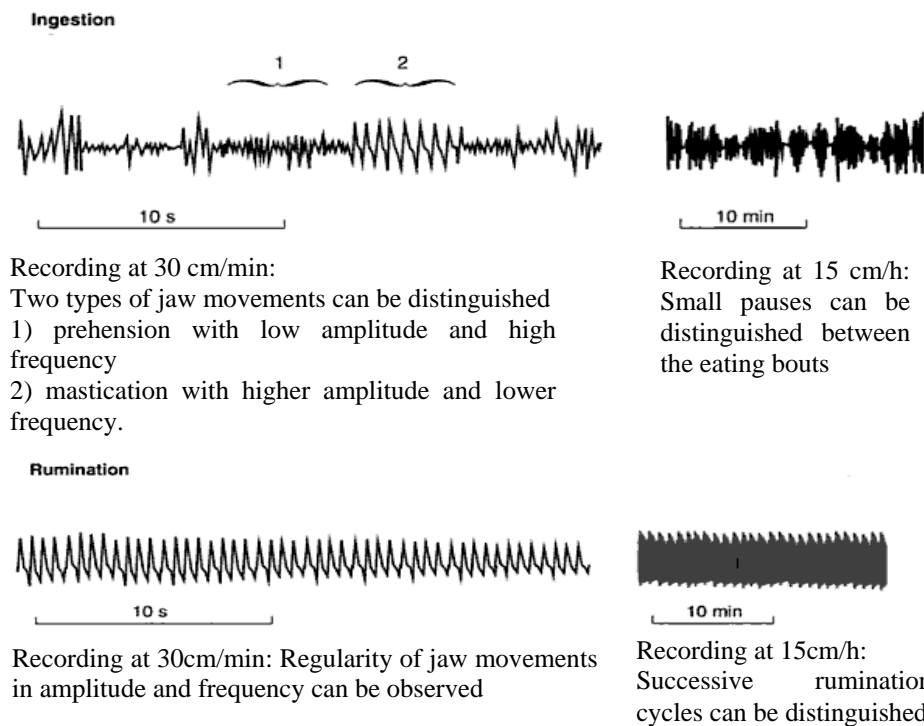 Ingestion
1
2
10 s
10 min
Recording at 30 cm/min:
Two types of jaw movements can be distinguished
1) prehension with low amplitude and high
frequency
2) mastication with higher amplitude and lower
frequency.
Recording at 15 cm/h:
Small pauses can be
distinguished between
the eating bouts
Rumination
10 s
10 min
Recording at 30cm/min: Regularity of jaw movements
in amplitude and frequency can be observed
Recording at 15cm/h:
Successive rumination
cycles can be distinguished